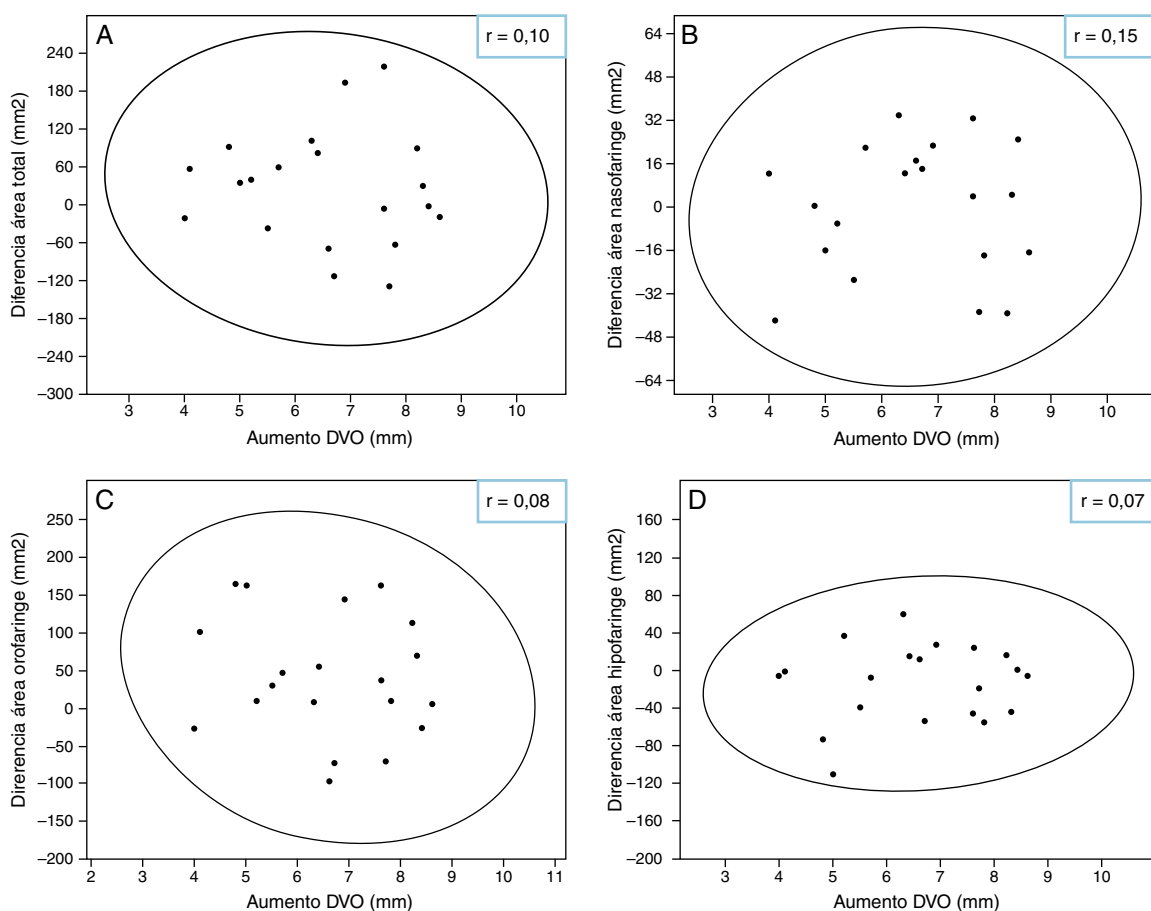 A
r = 0,10
Diferencia área total (mm2)
240
180
120
60
0
–60
–120
–180
–240
–300
3 4 5 6 7 8 9 10
Aumento DVO (mm)
B
r = 0,15
Diferencia área nasofaringe (mm2)
64
48
32
16
0
–16
–32
–48
–64
3 4 5 6 7 8 9 10
Aumento DVO (mm)
C
r = 0,08
Direrencia área orofaringe (mm2)
250
200
150
100
50
0
–50
–100
–150
–200
2 3 4 5 6 7 8 9 10 11
Aumento DVO (mm)
D
r = 0,07
Direrencia área hipofaringe (mm2)
160
120
80
40
0
–40
–80
–120
–160
–200
3 4 5 6 7 8 9 10
Aumento DVO (mm)